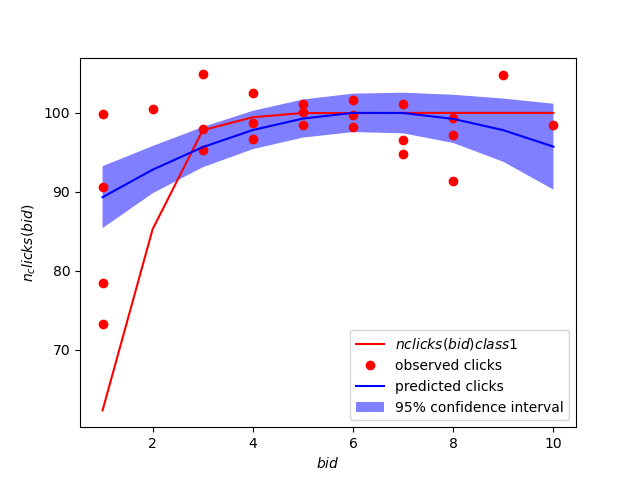 100
90
80
70
n_clicks(bid)
2
4
6
8
10
bid
nclicks(bid)class1
observed clicks
predicted clicks
95% confidence interval